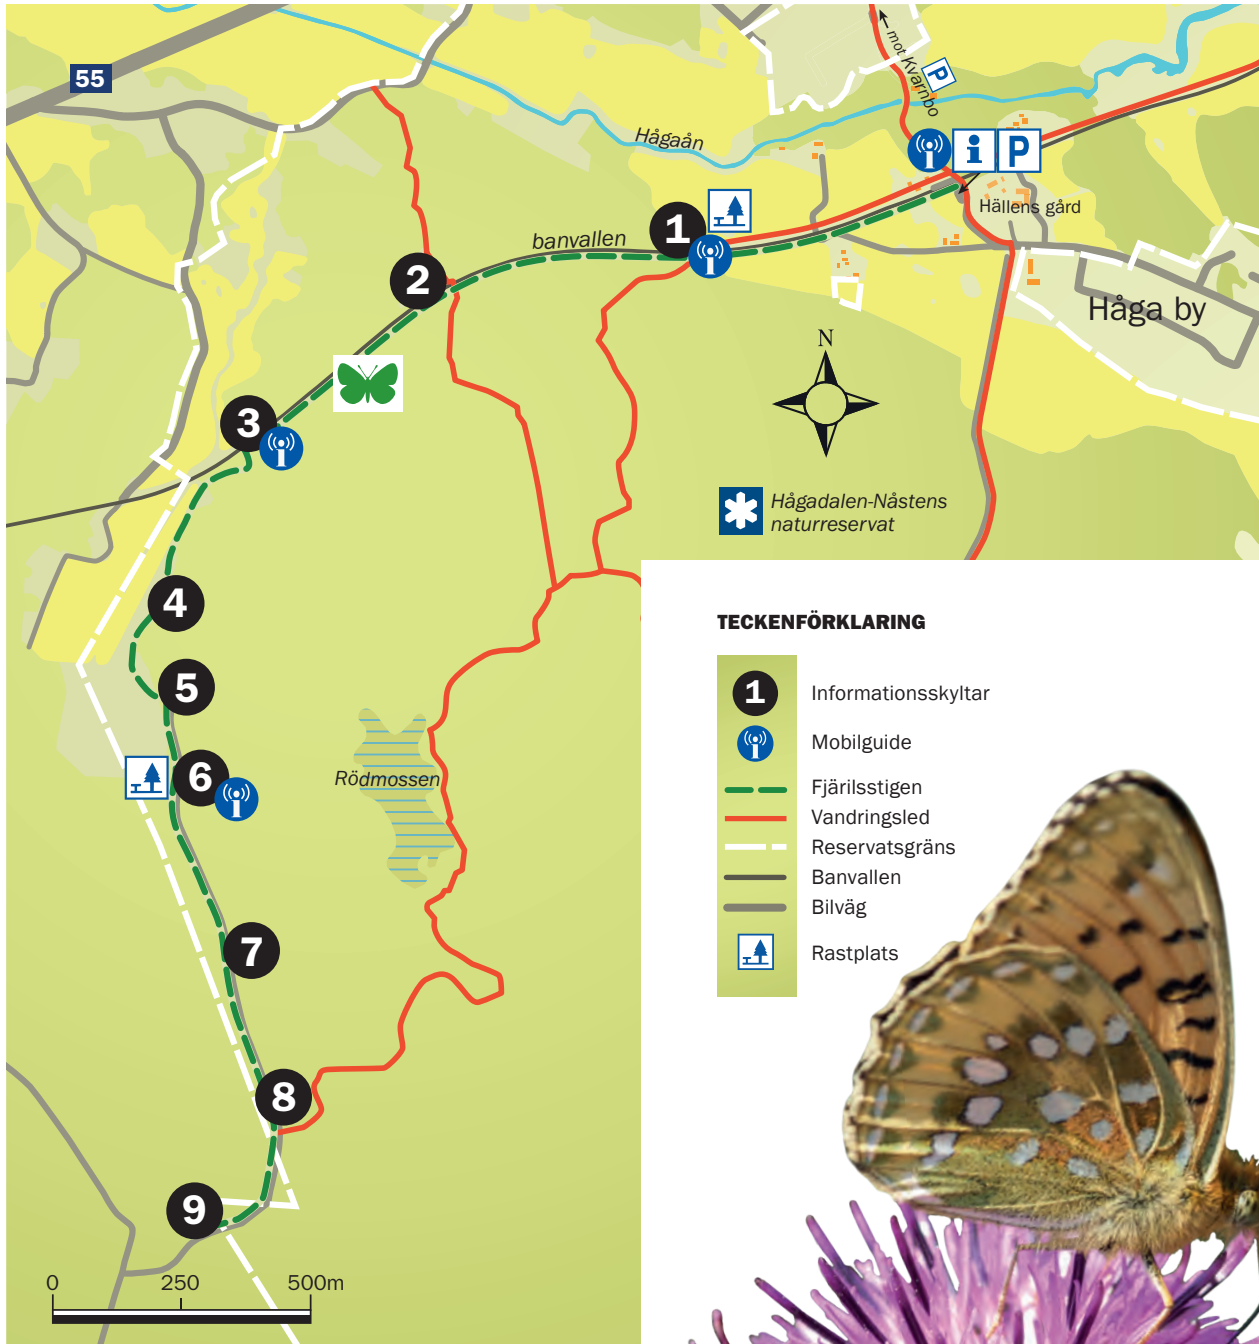 55
mot Kvarnbo
P
Hågaån
i
P
Hällens gård
1
banvallen
2
Håga by
N
3
Hågadalen-Nåstens
naturreservat
4
5
6
Rödmossen
7
8
9
0 250 500m
TECKENFÖRKLARING
1 Informationsskyltar
Mobilguide
Fjärilsstigen
Vandringsled
Reservatsgräns
Banvallen
Bilväg
Rastplats